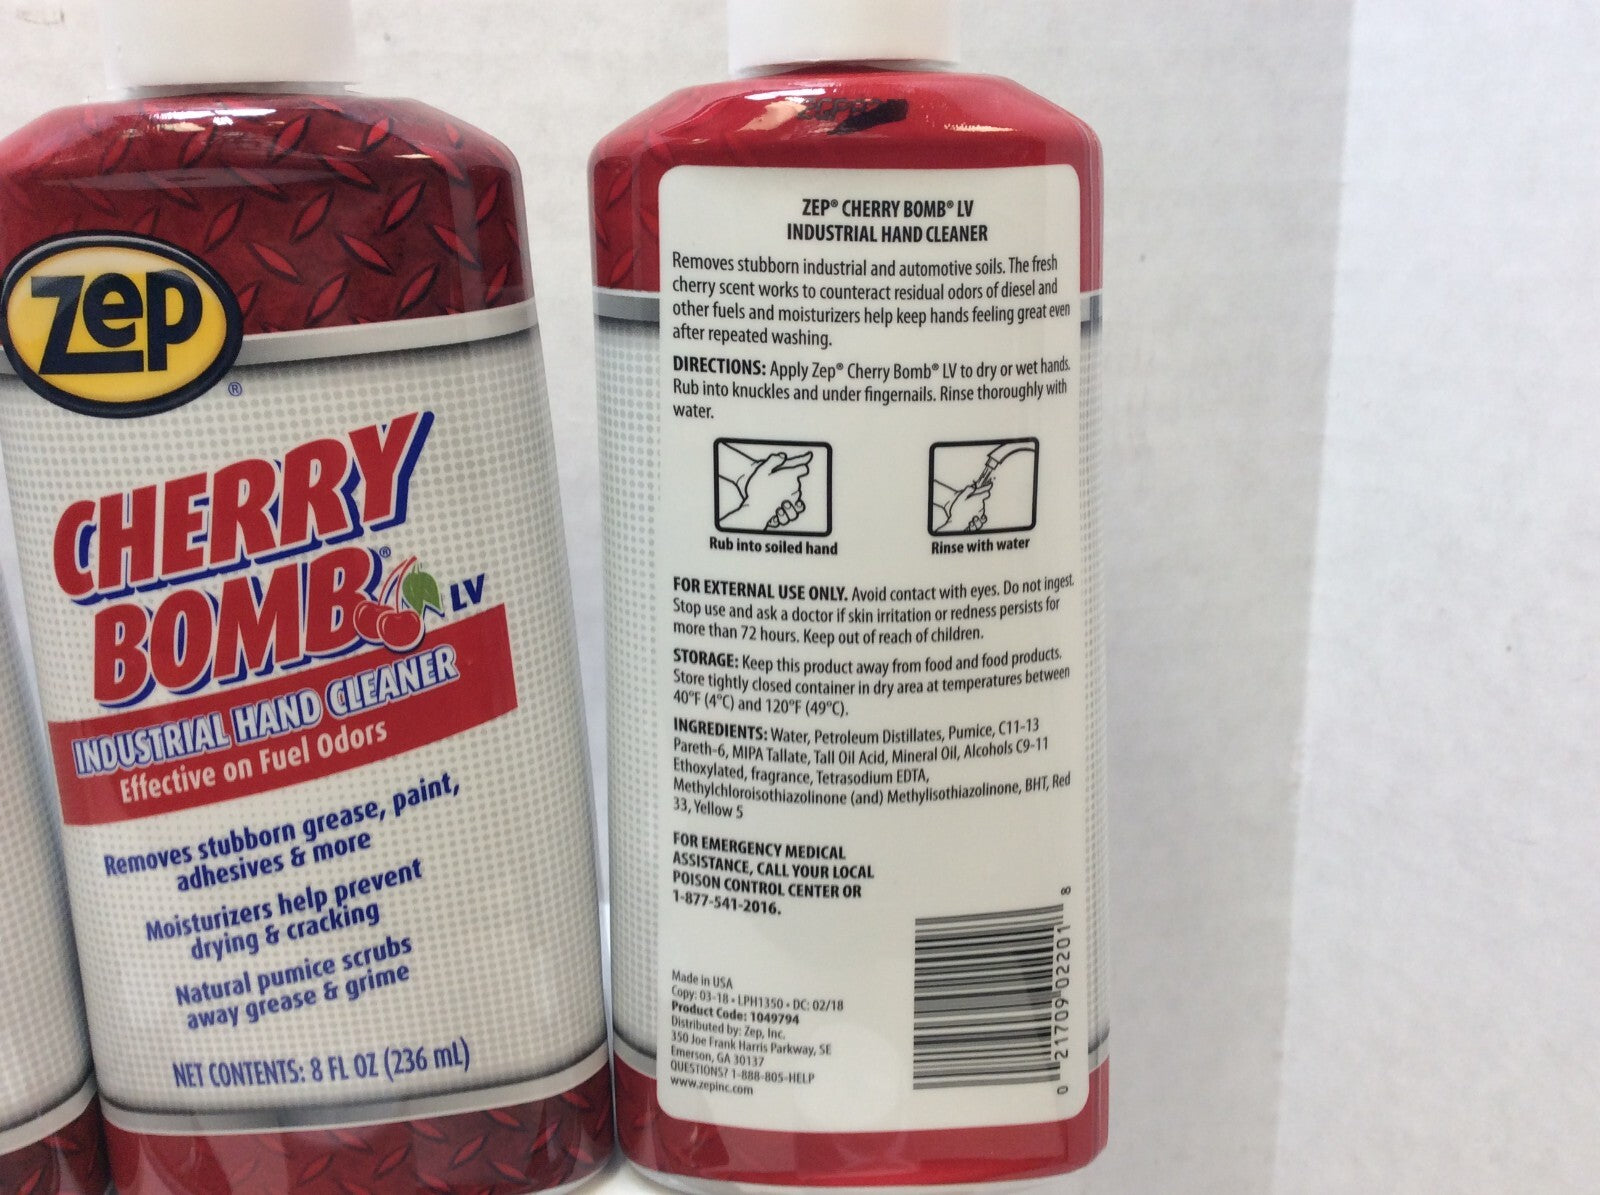 Zep
®
CHERRY
BOMB® LV
INDUSTRIAL HAND CLEANER
Effective on Fuel Odors
Removes stubborn grease, paint,
adhesives & more
Moisturizers help prevent
drying & cracking
Natural pumice scrubs
away grease & grime
NET CONTENTS: 8 FL OZ (236 mL)
ZEP® CHERRY BOMB® LV
INDUSTRIAL HAND CLEANER
Removes stubborn industrial and automotive soils. The fresh
cherry scent works to counteract residual odors of diesel and
other fuels and moisturizers help keep hands feeling great even
after repeated washing.
DIRECTIONS: Apply Zep® Cherry Bomb® LV to dry or wet hands.
Rub into knuckles and under fingernails. Rinse thoroughly with
water.
Rub into soiled hand
Rinse with water
FOR EXTERNAL USE ONLY. Avoid contact with eyes. Do not ingest.
Stop use and ask a doctor if skin irritation or redness persists for
more than 72 hours. Keep out of reach of children.
STORAGE: Keep this product away from food and food products.
Store tightly closed container in dry area at temperatures between
40°F (4°C) and 120°F (49°C).
INGREDIENTS: Water, Petroleum Distillates, Pumice, C11-13
Pareth-6, MIPA Tallate, Tall Oil Acid, Mineral Oil, Alcohols C9-11
Ethoxylated, fragrance, Tetrasodium EDTA,
Methylchloroisothiazolinone (and) Methylisothiazolinone, BHT, Red
33, Yellow 5
FOR EMERGENCY MEDICAL
ASSISTANCE, CALL YOUR LOCAL
POISON CONTROL CENTER OR
1-877-541-2016.
Made in USA
Copy: 03-18 • LPH1350 • DC: 02/18
Product Code: 1049794
Distributed by: Zep, Inc.
350 Joe Frank Harris Parkway, SE
Emerson, GA 30137
QUESTIONS? 1-888-805-HELP
www.zepinc.com
0 21709 02201 8